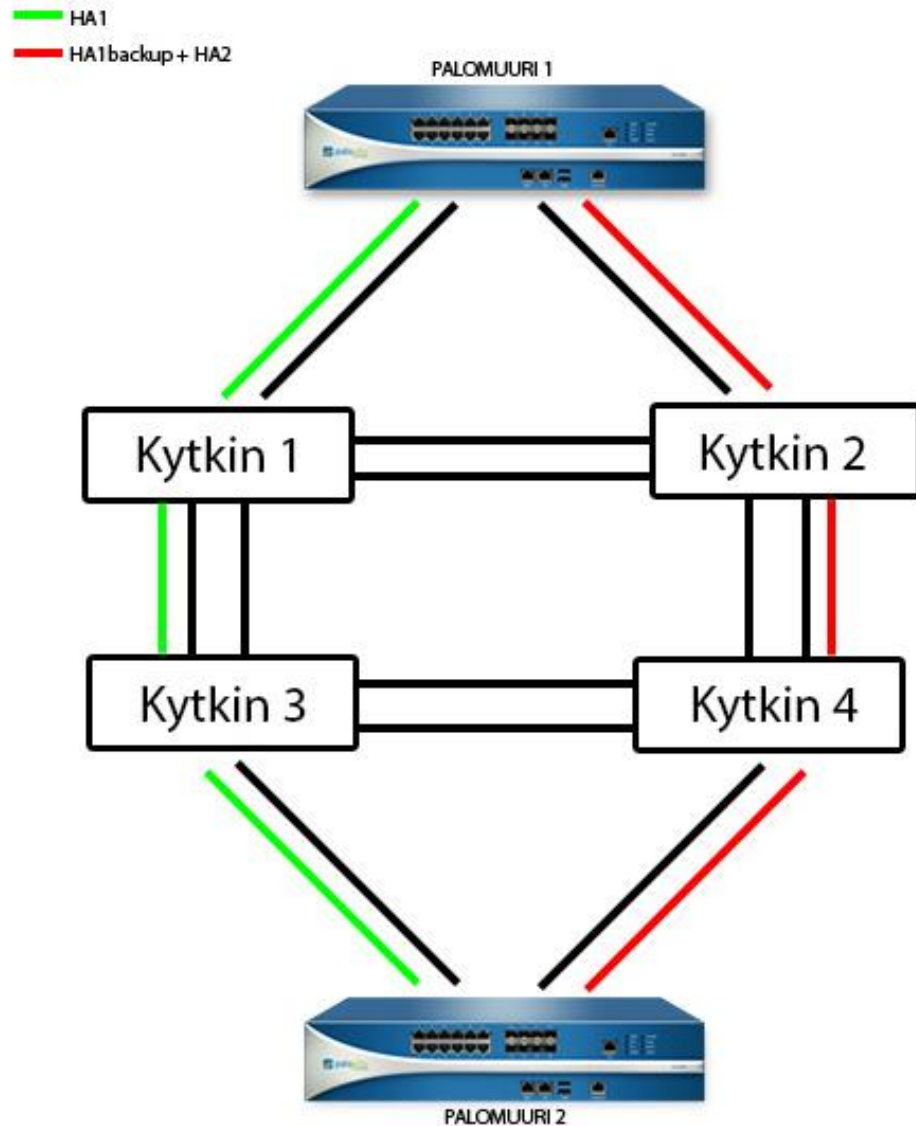 HA1
HA1backup + HA2
PALOMUURI 1
Kytkin 1
Kytkin 2
Kytkin 3
Kytkin 4
PALOMUURI 2